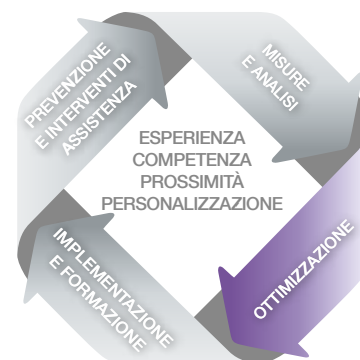 PREVENZIONE
E INTERVENTI DI
ASSISTENZA
MISURE
E ANALISI
ESPERIENZA
COMPETENZA
PROSSIMITÀ
PERSONALIZZAZIONE
OTTIMIZZAZIONE
IMPLEMENTAZIONE
E FORMAZIONE